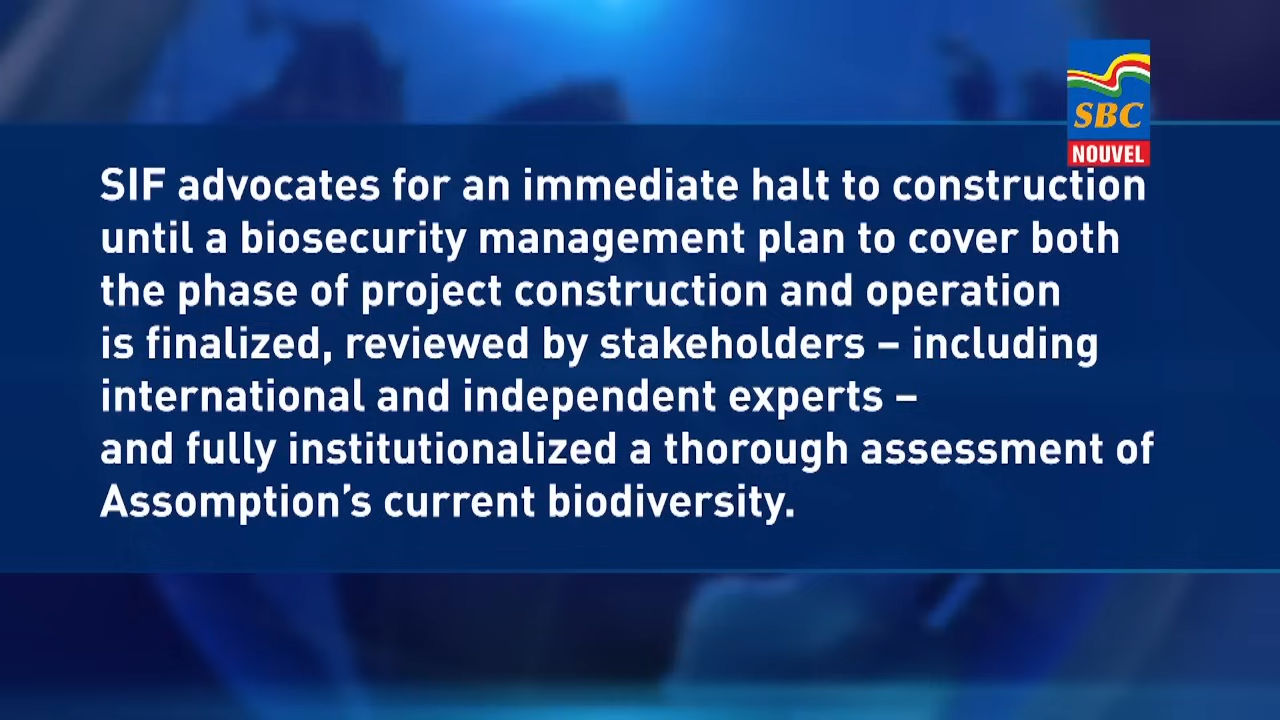 SBC
NOUVEL
SIF advocates for an immediate halt to construction
until a biosecurity management plan to cover both
the phase of project construction and operation
is finalized, reviewed by stakeholders – including
international and independent experts –
and fully institutionalized a thorough assessment of
Assomption’s current biodiversity.